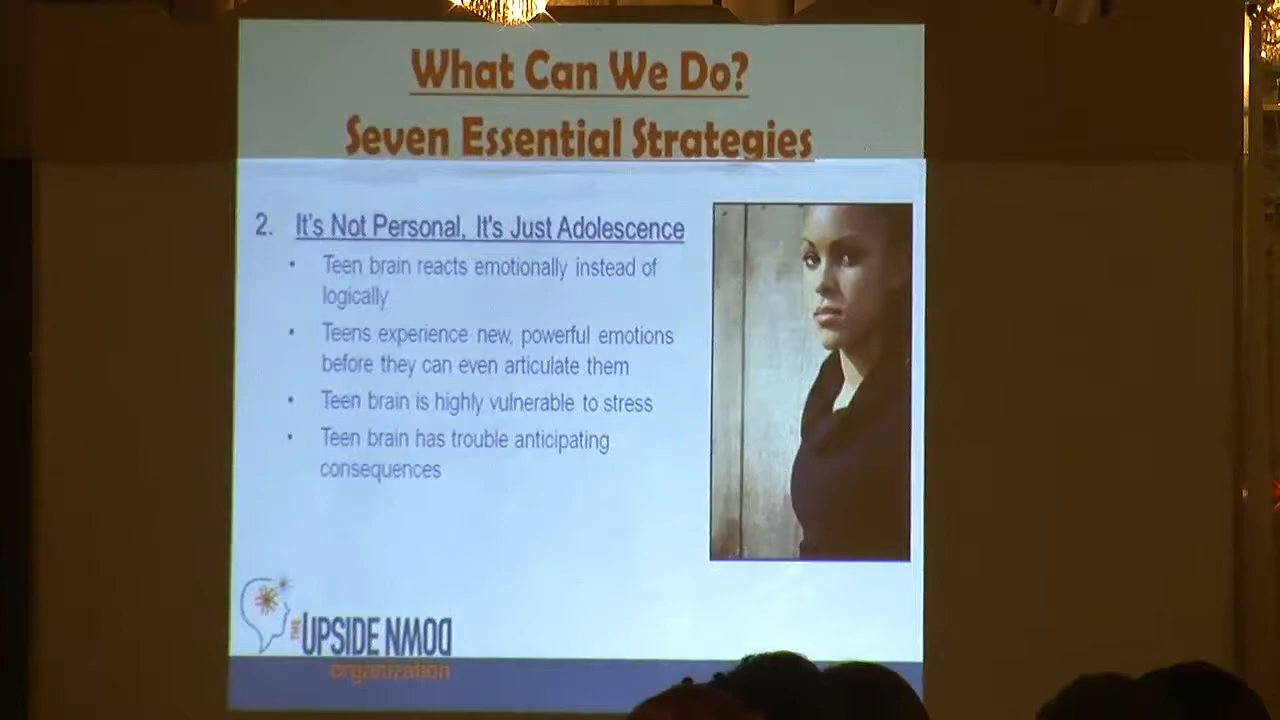 What Can We Do?
Seven Essential Strategies
2. It's Not Personal, It's Just Adolescence
• Teen brain reacts emotionally instead of
logically
• Teens experience new, powerful emotions
before they can even articulate them
• Teen brain is highly vulnerable to stress
• Teen brain has trouble anticipating
consequences
THE UPSIDE DOWN
organization